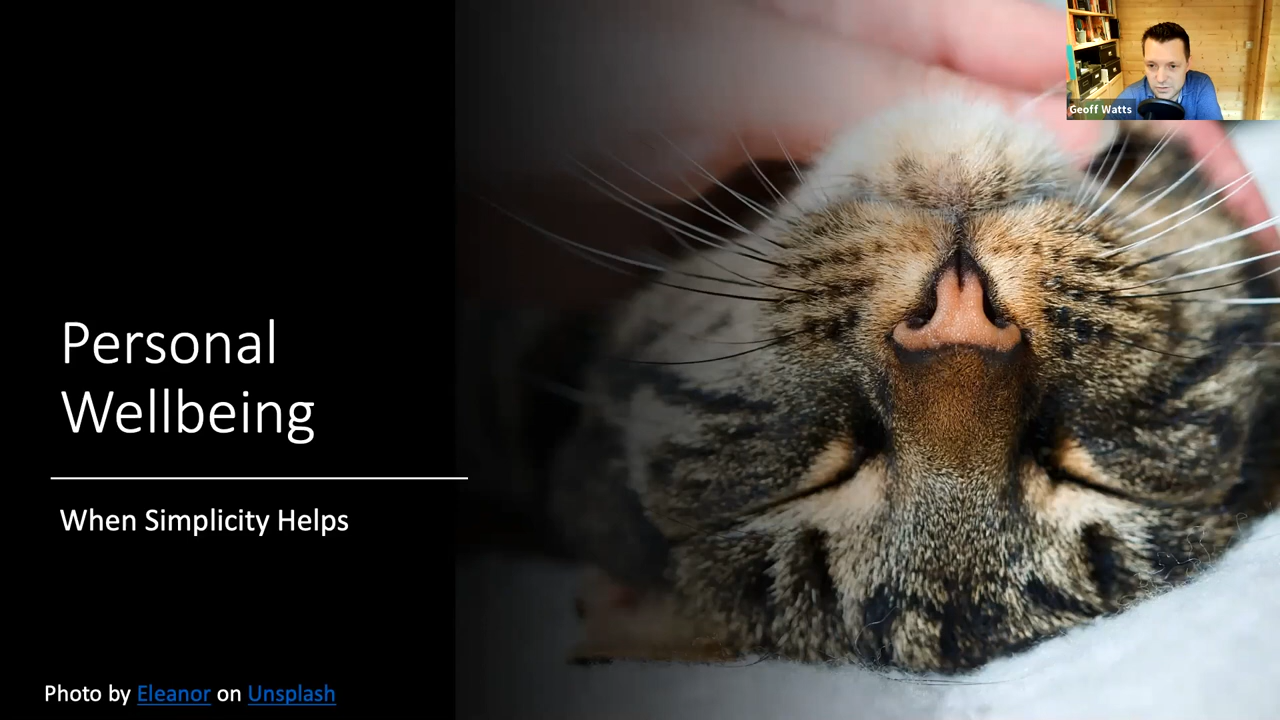 Geoff Watts
Personal
Wellbeing
When Simplicity Helps
Photo by Eleanor on Unsplash